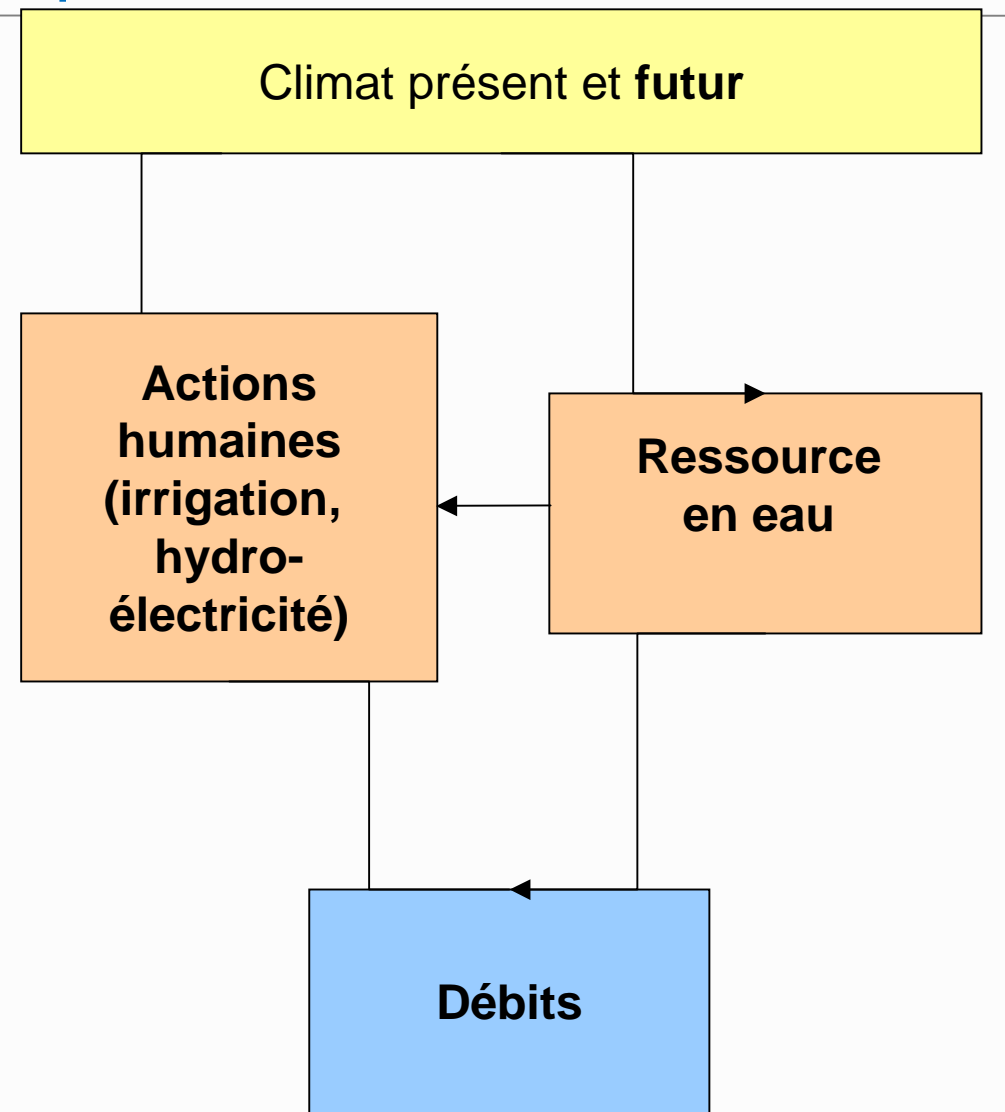 Climat présent et futur
Actions
humaines
(irrigation,
hydro-
électricité)
Ressource
en eau
Débits